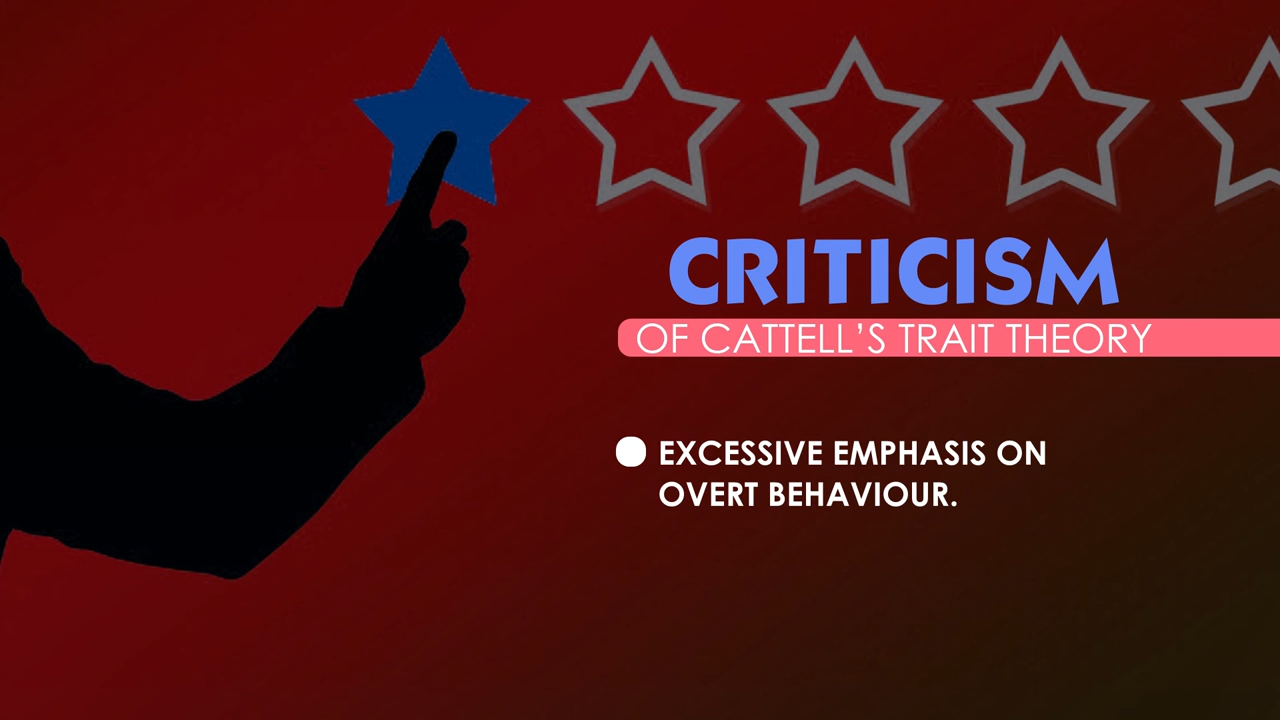 CRITICISM
OF CATTELL’S TRAIT THEORY
EXCESSIVE EMPHASIS ON
OVERT BEHAVIOUR.